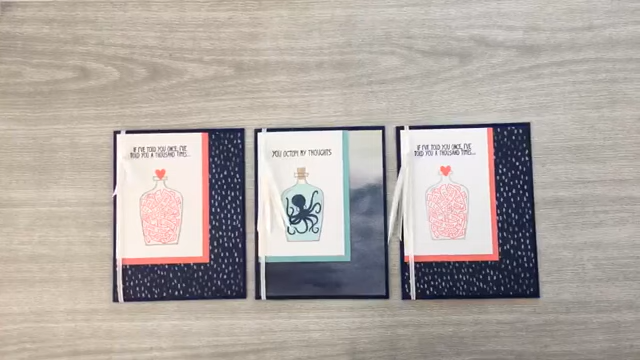 IF I'VE TOLD YOU ONCE, I'VE
TOLD YOU A THOUSAND TIMES...
YOU OCTOPI MY THOUGHTS
IF I'VE TOLD YOU ONCE, I'VE
TOLD YOU A THOUSAND TIMES...